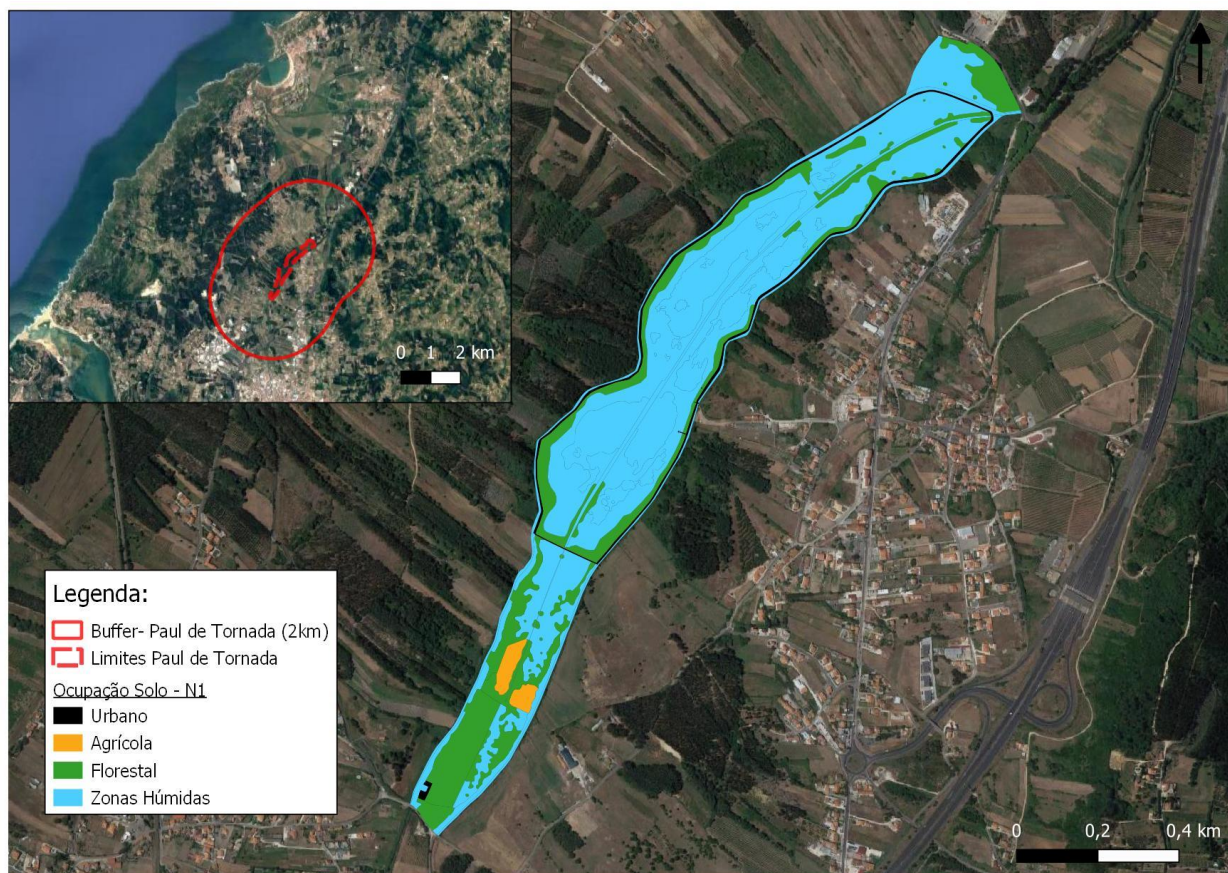 0 1 2 km
Legenda:
Buffer- Paul de Tornada (2km)
Limites Paul de Tornada
Ocupação Solo - N1
Urbano
Agrícola
Florestal
Zonas Húmidas
0 0,2 0,4 km